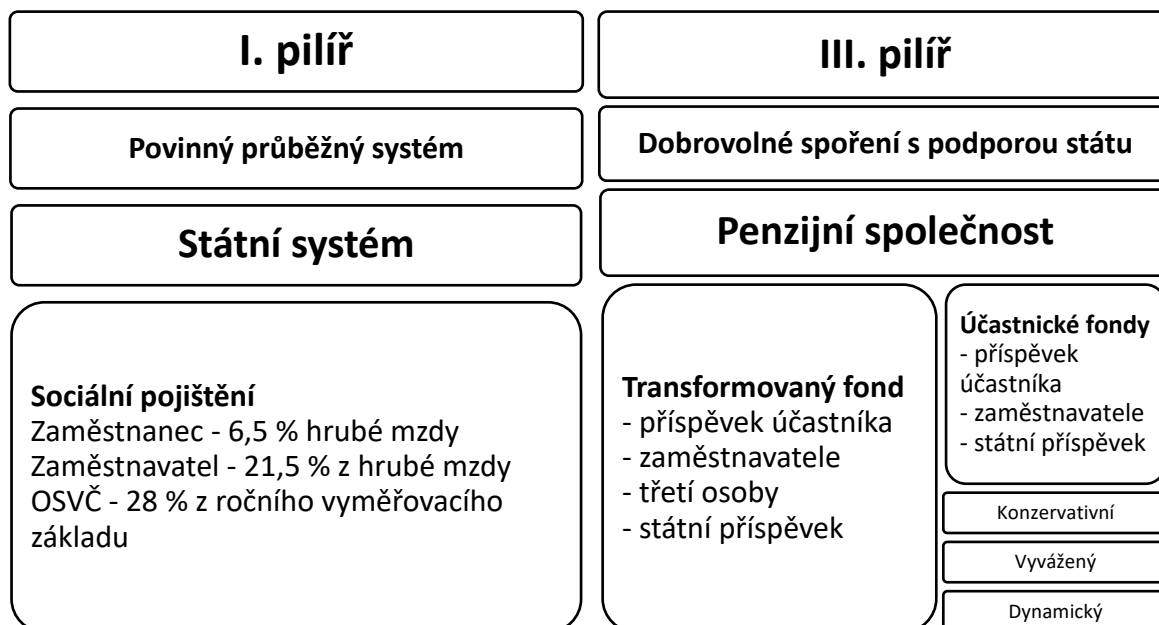 I. pilíř
Povinný průběžný systém
Státní systém
Sociální pojištění
Zaměstnanec - 6,5 % hrubé mzdy
Zaměstnavatel - 21,5 % z hrubé mzdy
OSVČ - 28 % z ročního vyměřovacího
základu
III. pilíř
Dobrovolné spoření s podporou státu
Penzijní společnost
Transformovaný fond
- příspěvek účastníka
- zaměstnavatele
- třetí osoby
- státní příspěvek
Účastnické fondy
- příspěvek
účastníka
- zaměstnavatele
- státní příspěvek
Konzervativní
Vyvážený
Dynamický